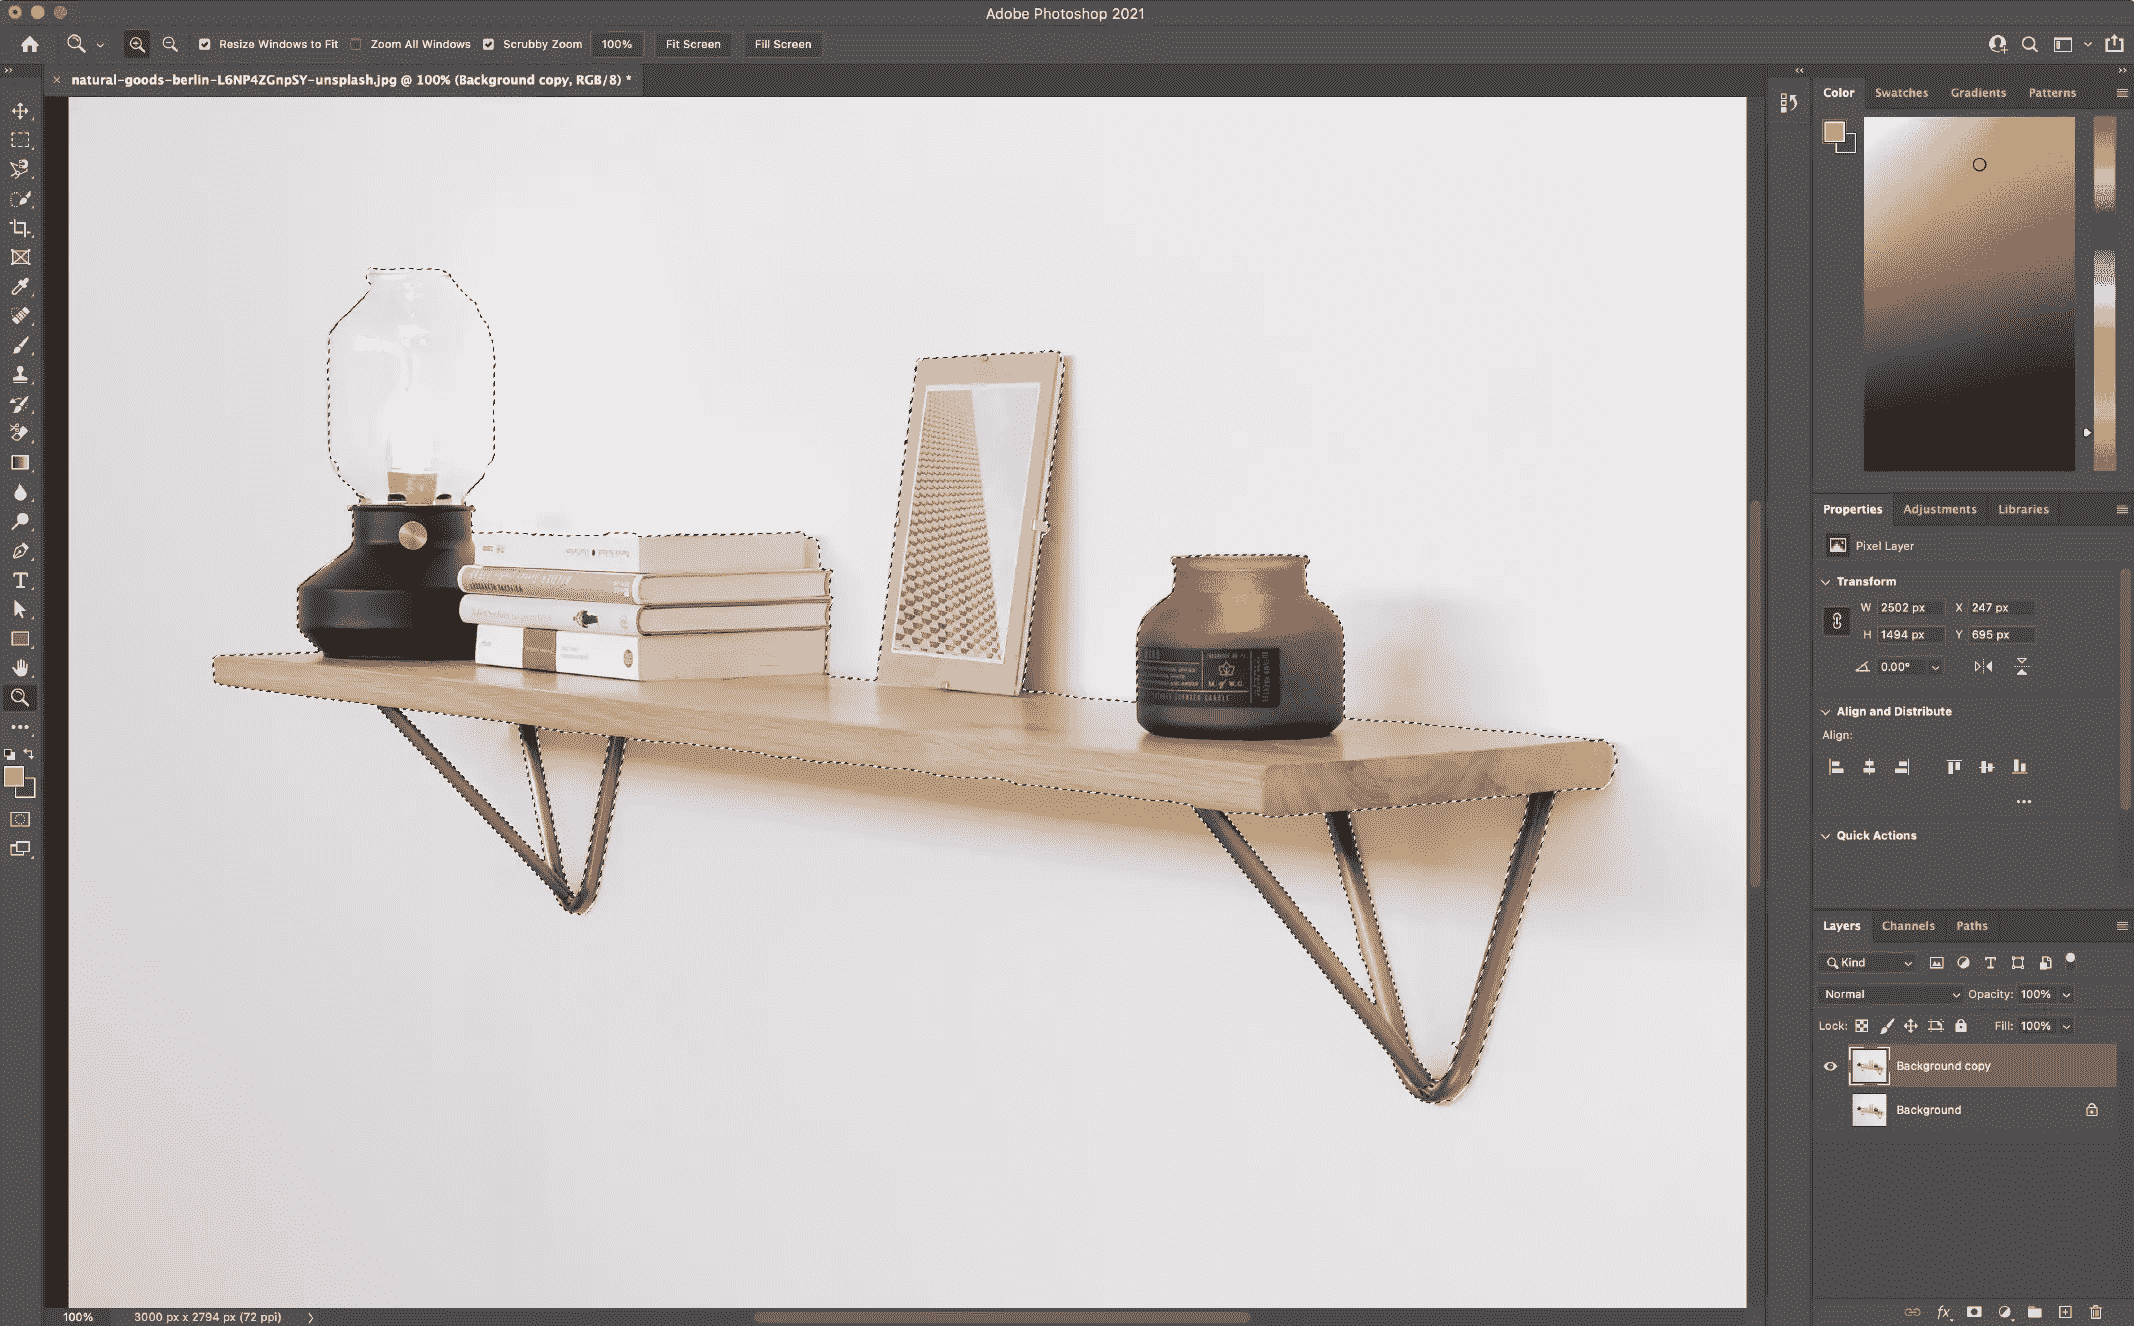 Adobe Photoshop 2021
Resize Windows to Fit Zoom All Windows Scrubby Zoom 100% Fit Screen Fill Screen
natural-goods-berlin-L6NP4ZGnpSY-unsplash.jpg @ 100% (Background copy, RGB/8) *
Color Swatches Gradients Patterns
Properties Adjustments Libraries
Pixel Layer
Transform
W 2502 px X 247 px
H 1494 px Y 695 px
0.00°
Align and Distribute
Align:
Quick Actions
M. of W.C.
Layers Channels Paths
Kind
Normal Opacity: 100%
Lock: Fill: 100%
Background copy
Background
fx
100% 3000 px x 2794 px (72 ppi)